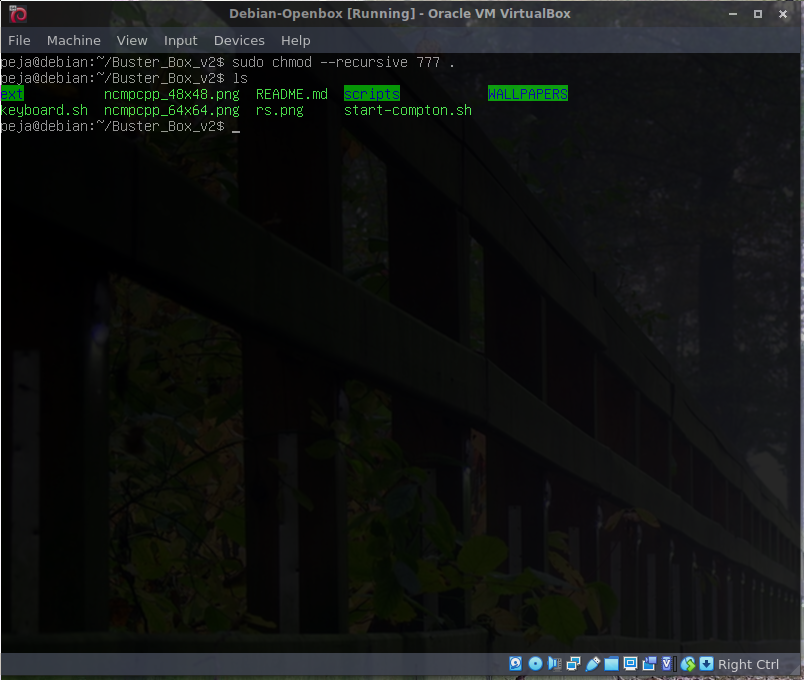 Debian-Openbox [Running] - Oracle VM VirtualBox
File Machine View Input Devices Help
peja@debian:~/Buster_Box_v2$ sudo chmod --recursive 777 .
peja@debian:~/Buster_Box_v2$ ls
ext ncmpcpp_48x48.png README.md scripts WALLPAPERS
keyboard.sh ncmpcpp_64x64.png rs.png start-compton.sh
peja@debian:~/Buster_Box_v2$ _
Right Ctrl